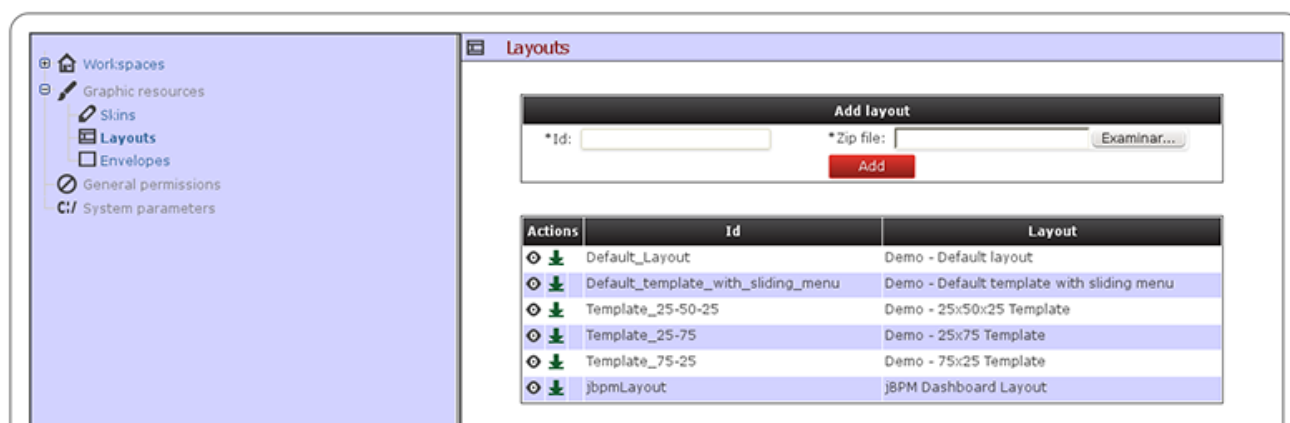 Layouts
Workspaces
Graphic resources
Skins
Layouts
Envelopes
General permissions
C:/ System parameters
Add layout
*Id: *Zip file: Examinar...
Add
Actions Id Layout
Default_Layout Demo - Default layout
Default_template_with_sliding_menu Demo - Default template with sliding menu
Template_25-50-25 Demo - 25x50x25 Template
Template_25-75 Demo - 25x75 Template
Template_75-25 Demo - 75x25 Template
jbpmLayout jBPM Dashboard Layout